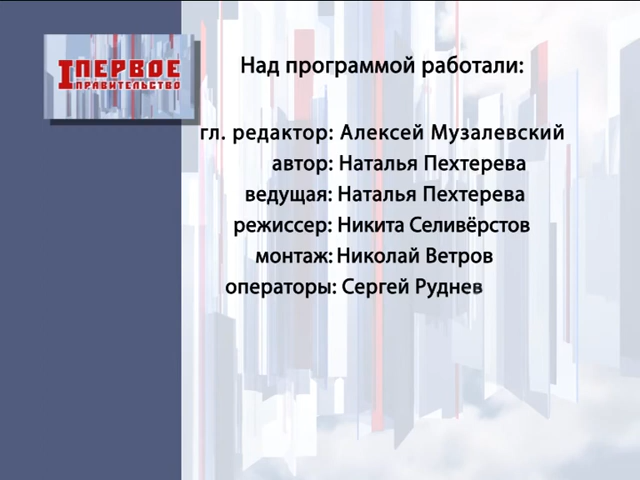 I ПЕРВОЕ
ПРАВИТЕЛЬСТВО
Над программой работали:
гл. редактор: Алексей Музалевский
автор: Наталья Пехтерева
ведущая: Наталья Пехтерева
режиссер: Никита Селивёрстов
монтаж: Николай Ветров
операторы: Сергей Руднев